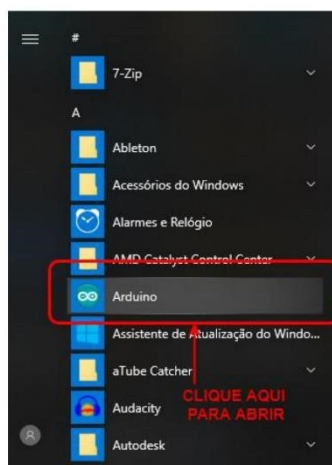 #
7-Zip
A
Ableton
Acessórios do Windows
Alarmes e Relógio
AMD Catalyst Control Center
Arduino
Assistente de Atualização do Windo...
aTube Catcher
CLIQUE AQUI
PARA ABRIR
Audacity
Autodesk